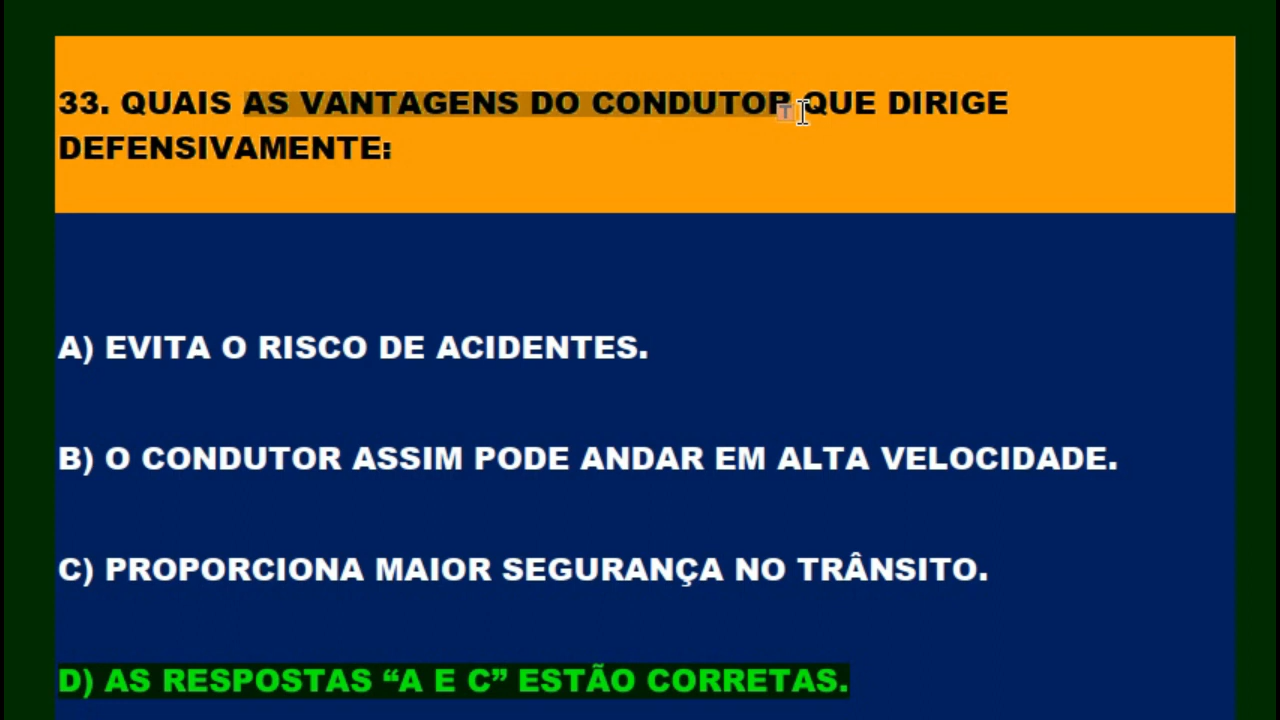 33. QUAIS AS VANTAGENS DO CONDUTOR QUE DIRIGE
DEFENSIVAMENTE:
A) EVITA O RISCO DE ACIDENTES.
B) O CONDUTOR ASSIM PODE ANDAR EM ALTA VELOCIDADE.
C) PROPORCIONA MAIOR SEGURANÇA NO TRÂNSITO.
D) AS RESPOSTAS “A E C” ESTÃO CORRETAS.